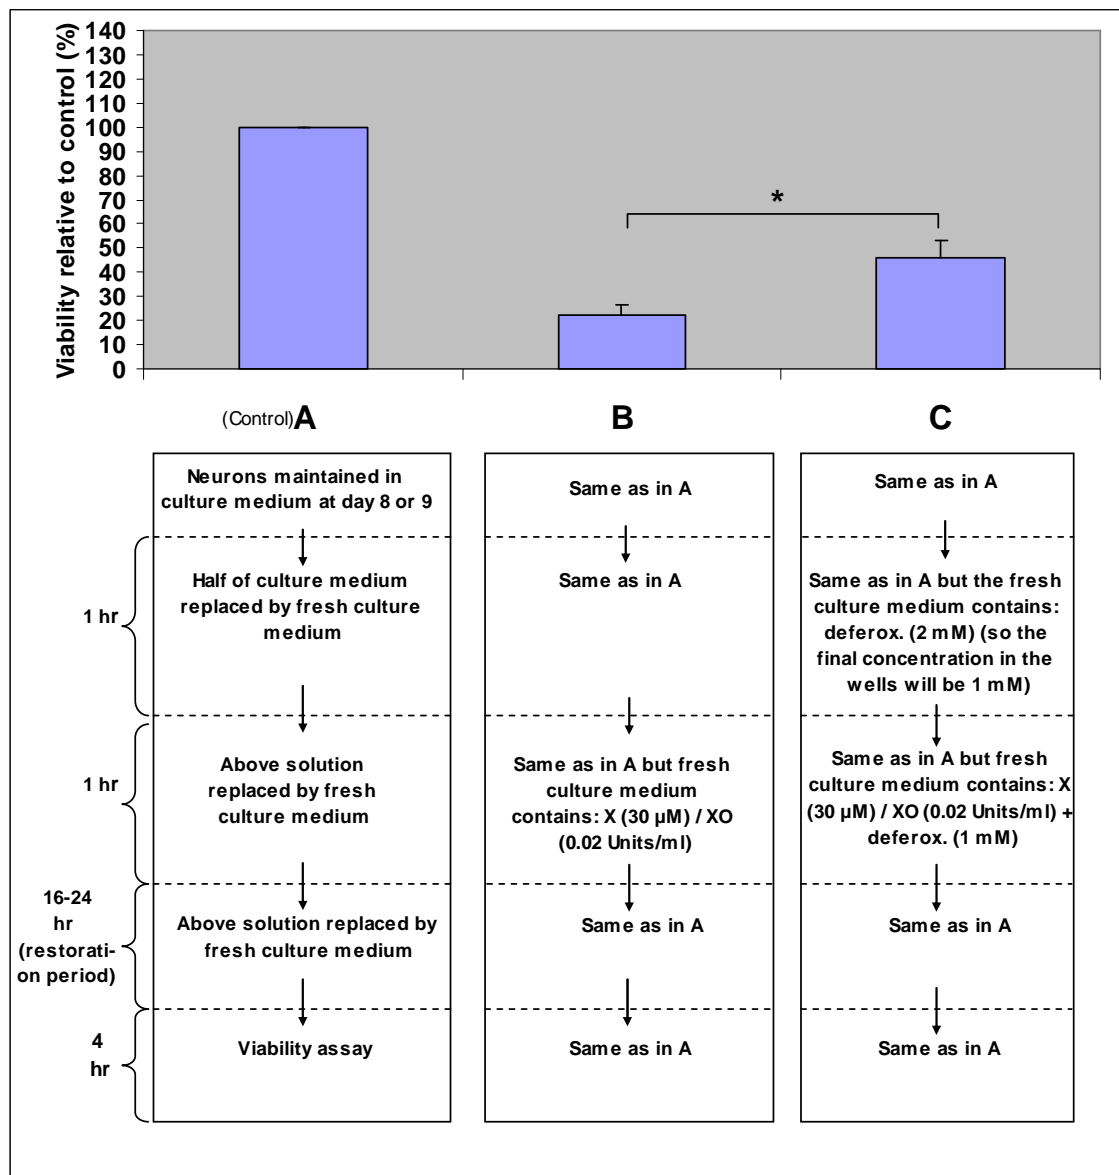 Viability relative to control (%)
140
130
120
110
100
90
80
70
60
50
40
30
20
10
0
*
(Control) A
B
C
Neurons maintained in
culture medium at day 8 or 9
Same as in A
Same as in A
1 hr
Half of culture medium
replaced by fresh culture
medium
Same as in A
Same as in A but the fresh
culture medium contains:
deferox. (2 mM) (so the
final concentration in the
wells will be 1 mM)
1 hr
Above solution
replaced by fresh
culture medium
Same as in A but fresh
culture medium
contains: X (30 µM) / XO
(0.02 Units/ml)
Same as in A but fresh
culture medium contains: X
(30 µM) / XO (0.02 Units/ml) +
deferox. (1 mM)
16-24
hr
(restorati-
on period)
Above solution replaced by
fresh culture medium
Same as in A
Same as in A
4
hr
Viability assay
Same as in A
Same as in A